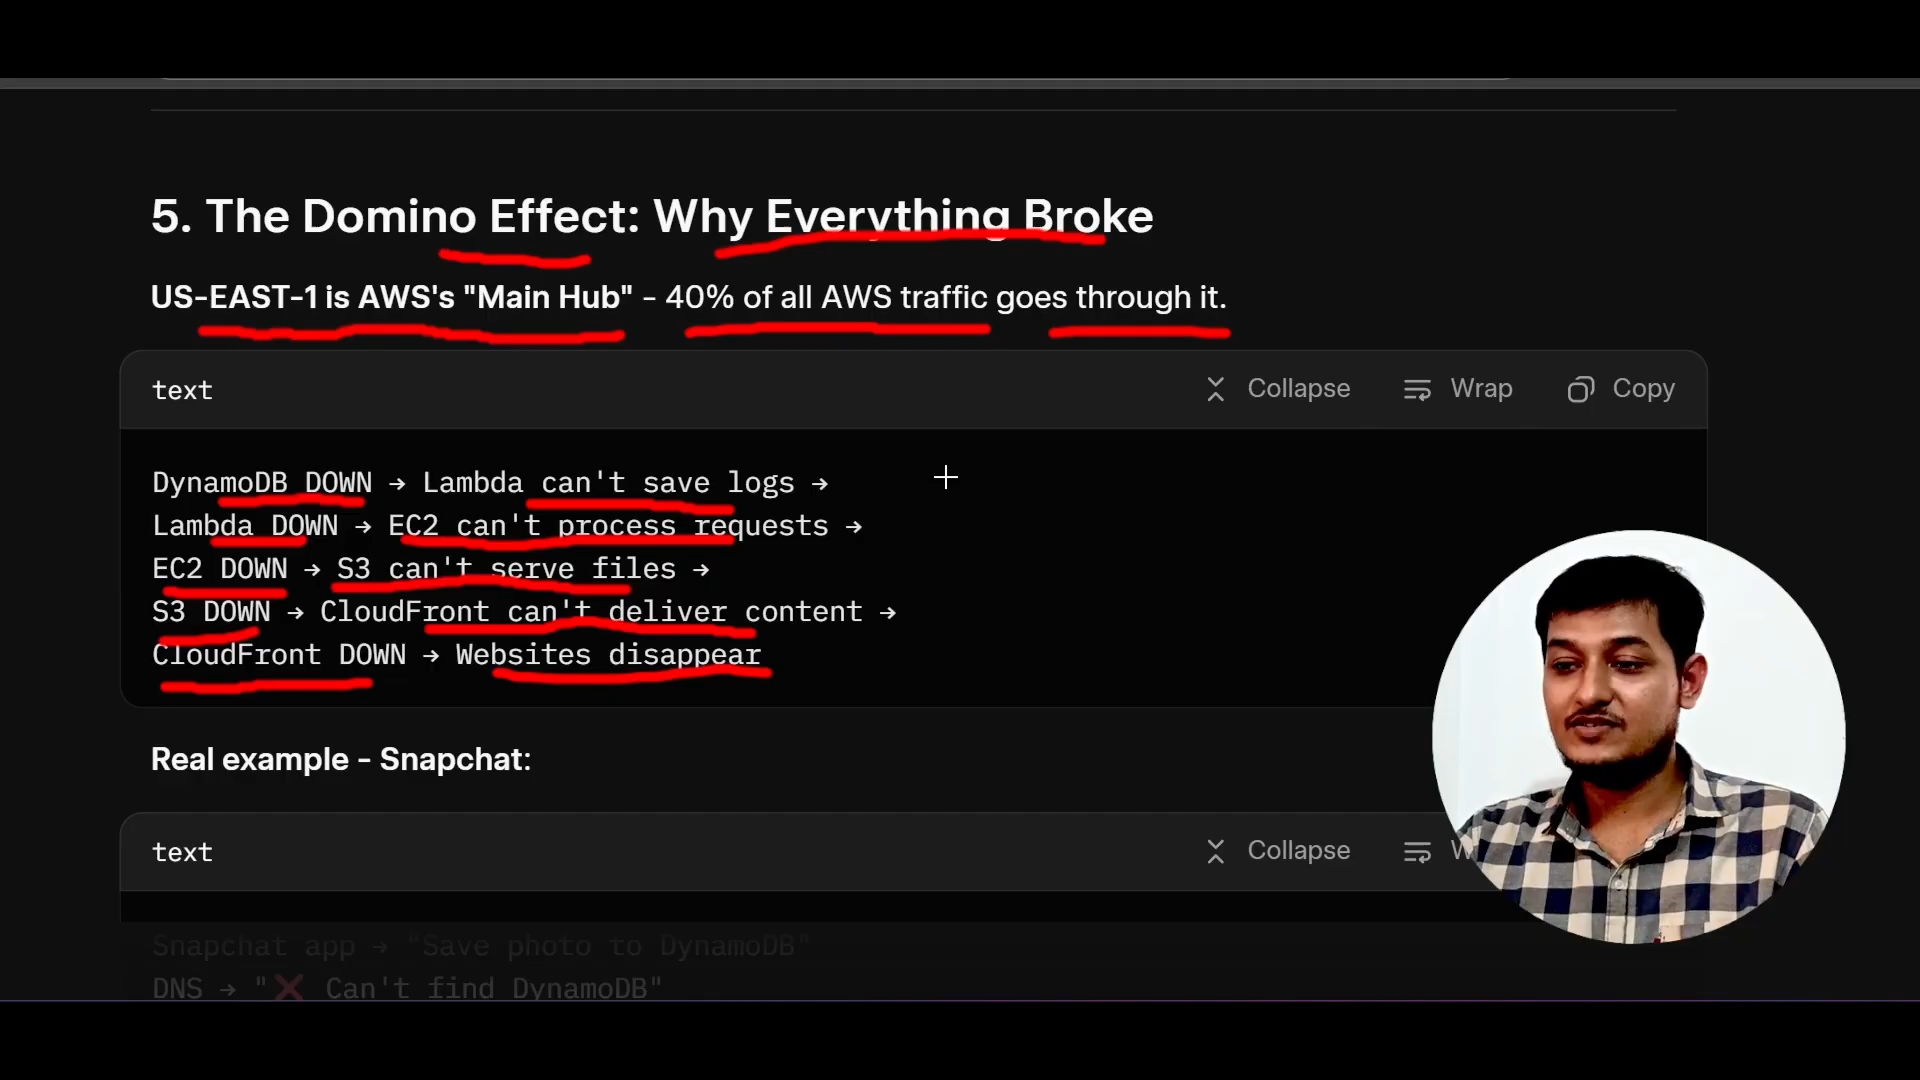 5. The Domino Effect: Why Everything Broke
US-EAST-1 is AWS's "Main Hub" - 40% of all AWS traffic goes through it.
text Collapse Wrap Copy
DynamoDB DOWN → Lambda can't save logs →
Lambda DOWN → EC2 can't process requests →
EC2 DOWN → S3 can't serve files →
S3 DOWN → CloudFront can't deliver content →
CloudFront DOWN → Websites disappear
Real example - Snapchat:
text Collapse
Snapchat app → "Save photo to DynamoDB"
DNS → "❌ Can't find DynamoDB"